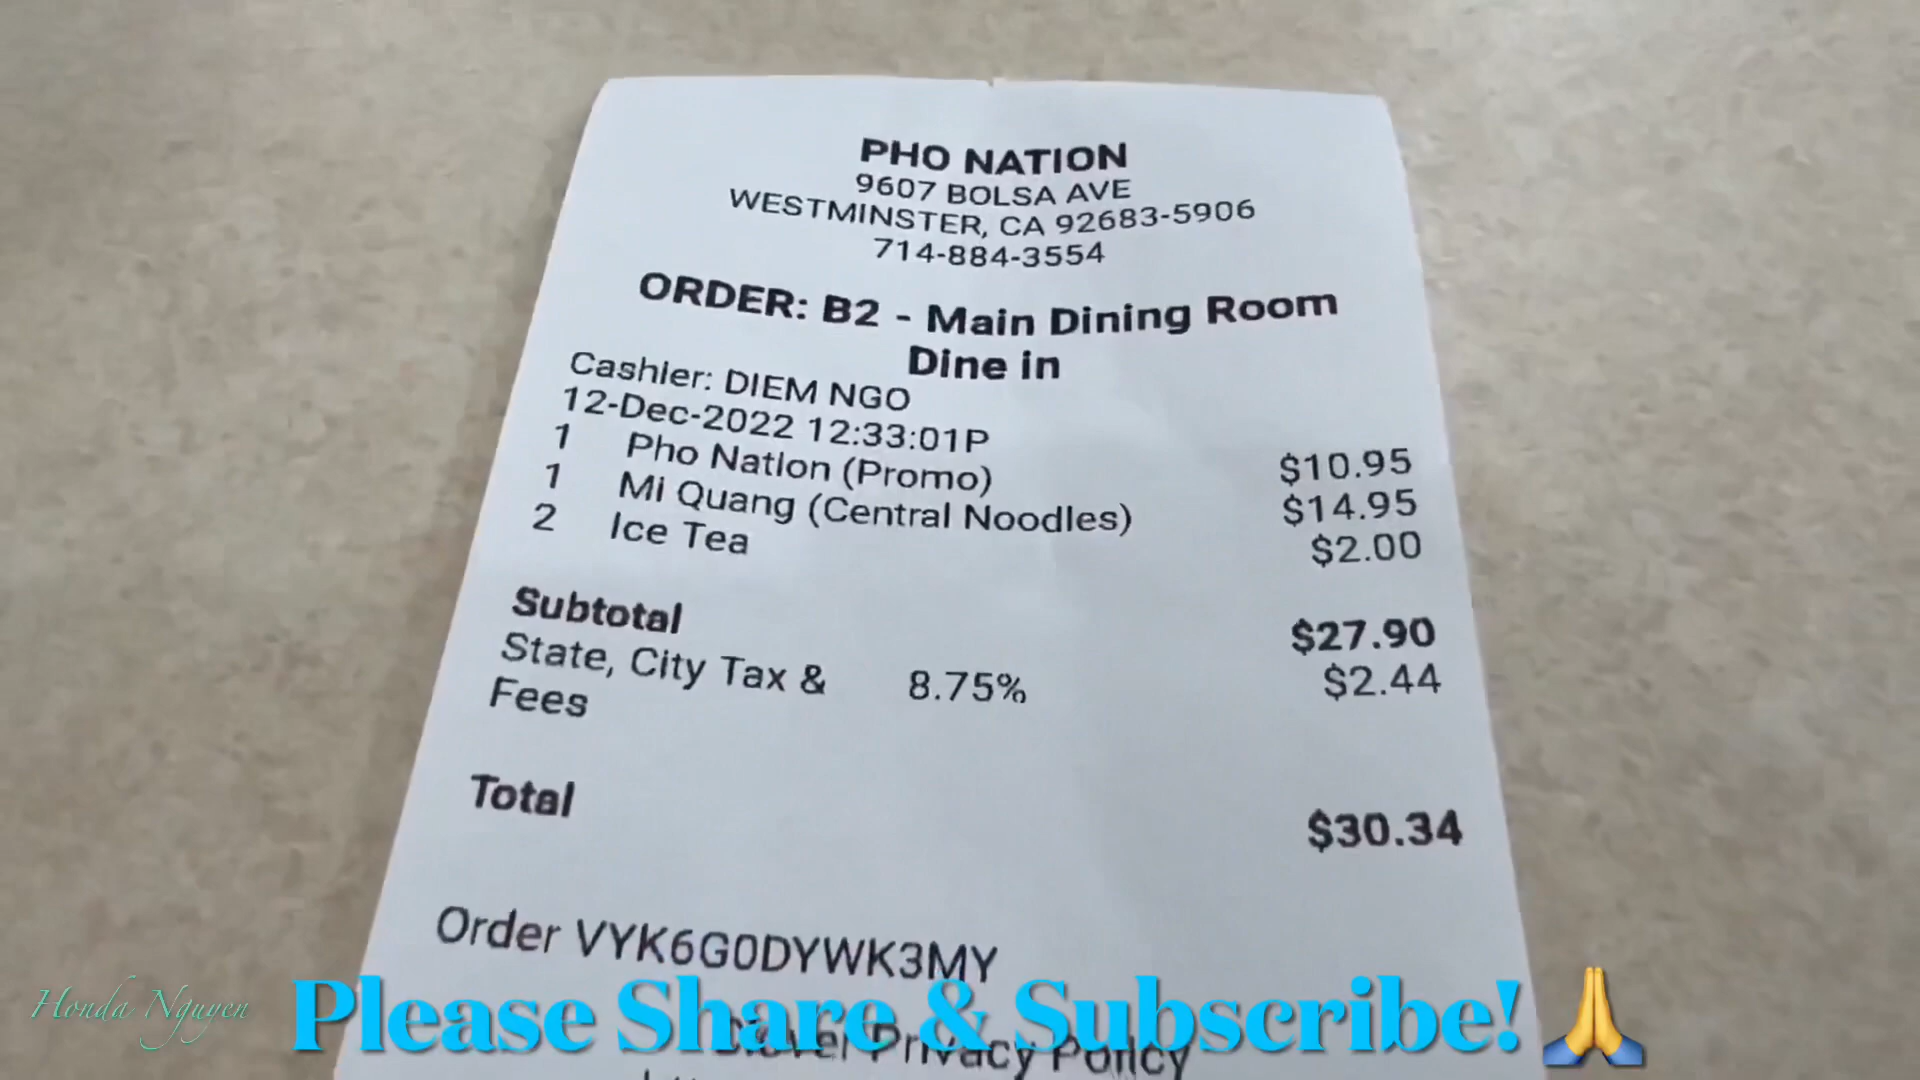 PHO NATION
9607 BOLSA AVE
WESTMINSTER, CA 92683-5906
714-884-3554
ORDER: B2 - Main Dining Room
Dine in
Cashier: DIEM NGO
12-Dec-2022 12:33:01P
1 Pho Nation (Promo) $10.95
1 Mi Quang (Central Noodles) $14.95
2 Ice Tea $2.00
Subtotal $27.90
State, City Tax & 8.75% $2.44
Fees
Total $30.34
Order VYK6G0DYWK3MY
Clover Privacy Policy
Honda Nguyen
Please Share & Subscribe! 🙏